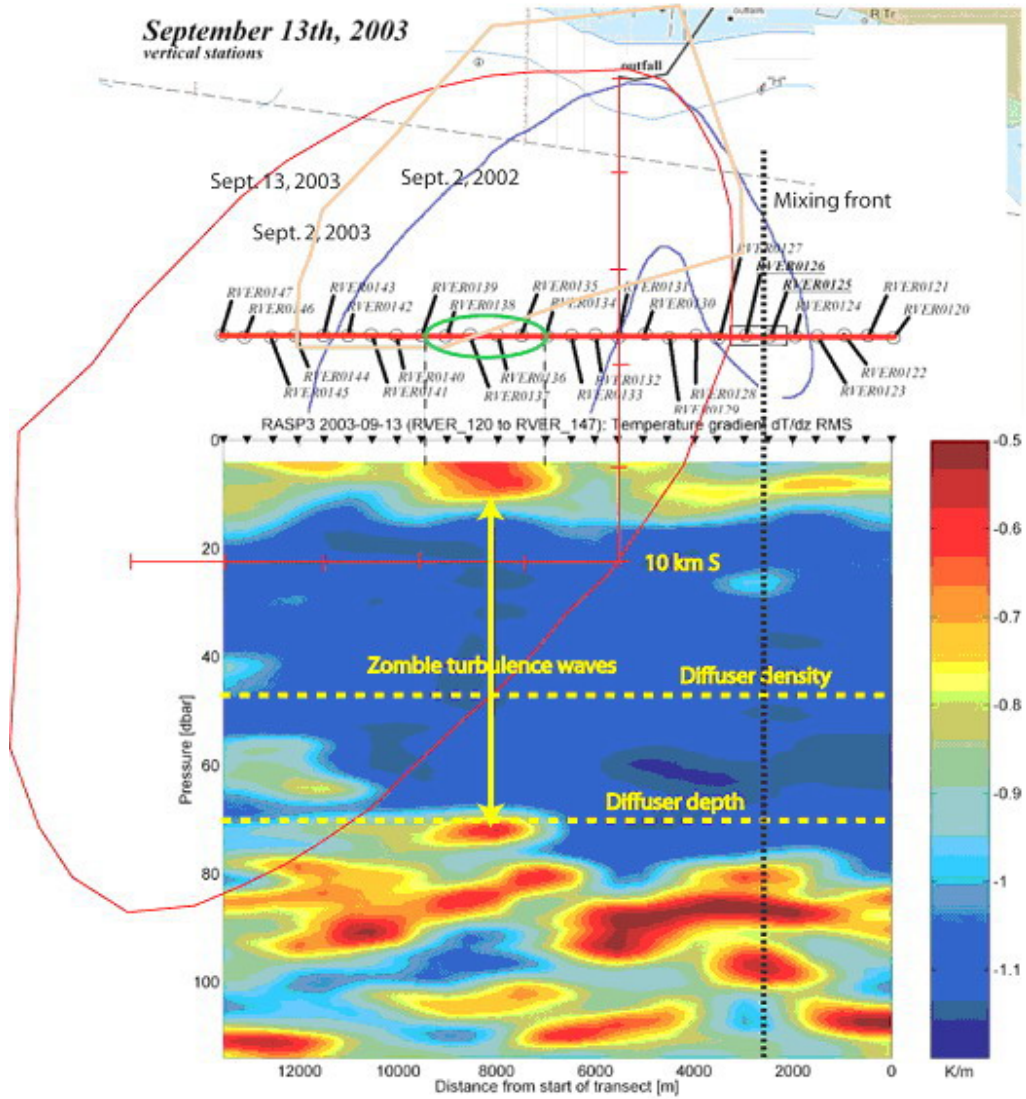 September 13th, 2003
vertical stations
outfalls
R Tr
outfall
"H"
Sept. 13, 2003
Sept. 2, 2002
Mixing front
Sept. 2, 2003
RVER0127
RVER0126
RVER0147
RVER0143
RVER0139
RVER0135
RVER0131
RVER0125
RVER0121
RVER0146
RVER0142
RVER0138
RVER0134
RVER0130
RVER0124
RVER0120
RVER0144
RVER0140
RVER0136
RVER0132
RVER0128
RVER0122
RVER0145
RVER0141
RVER0137
RVER0133
RVER0129
RVER0123
RASP3 2003-09-13 (RVER_120 to RVER_147): Temperature gradient dT/dz RMS
0
20
40
60
80
100
Pressure [dbar]
10 km S
Zombie turbulence waves
Diffuser density
Diffuser depth
12000 10000 8000 6000 4000 2000 0
Distance from start of transect [m]
-0.5
-0.6
-0.7
-0.8
-0.9
-1
-1.1
K/m